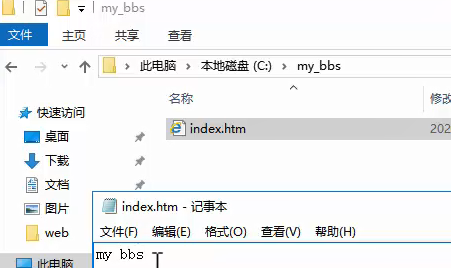 my_bbs
文件 主页 共享 查看
此电脑 本地磁盘 (C:) my_bbs
名称 修改
快速访问
index.htm 202
桌面
下载
文档
图片
index.htm - 记事本
web
文件(F) 编辑(E) 格式(O) 查看(V) 帮助(H)
my bbs
此电脑